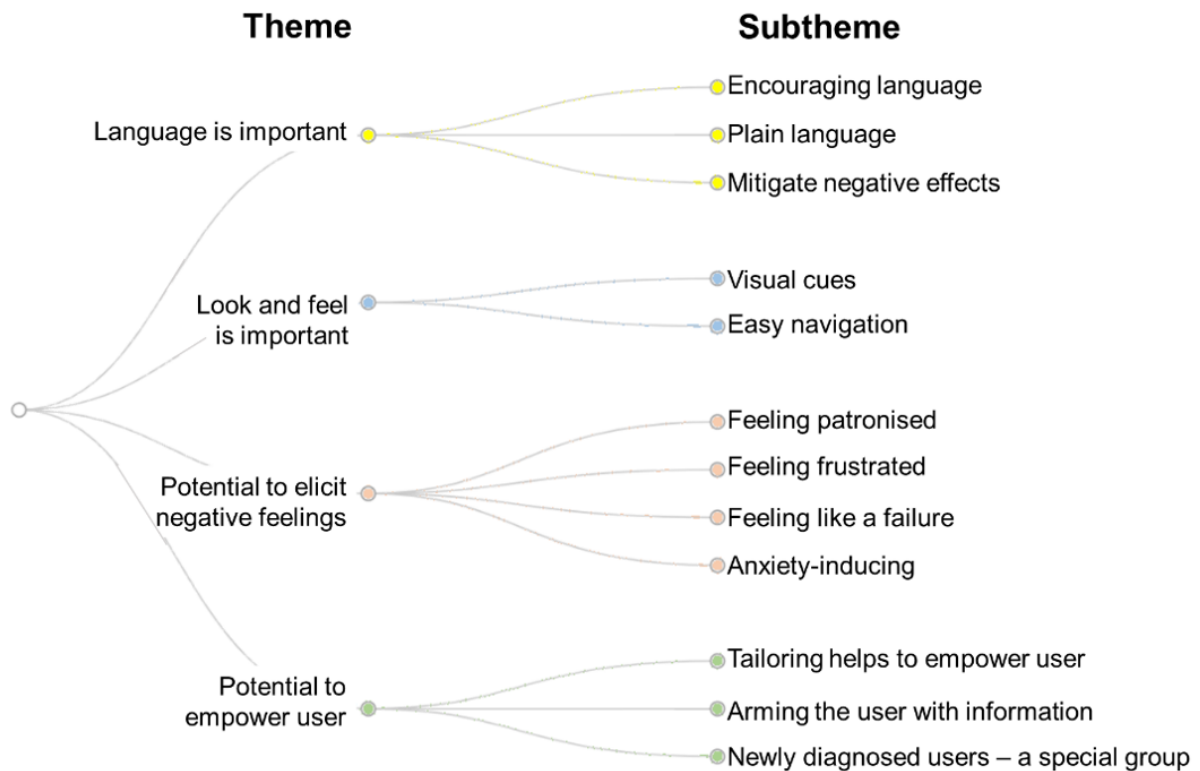 Theme
Subtheme
Language is important
Encouraging language
Plain language
Mitigate negative effects
Look and feel
is important
Visual cues
Easy navigation
Potential to elicit
negative feelings
Feeling patronised
Feeling frustrated
Feeling like a failure
Anxiety-inducing
Potential to
empower user
Tailoring helps to empower user
Arming the user with information
Newly diagnosed users – a special group